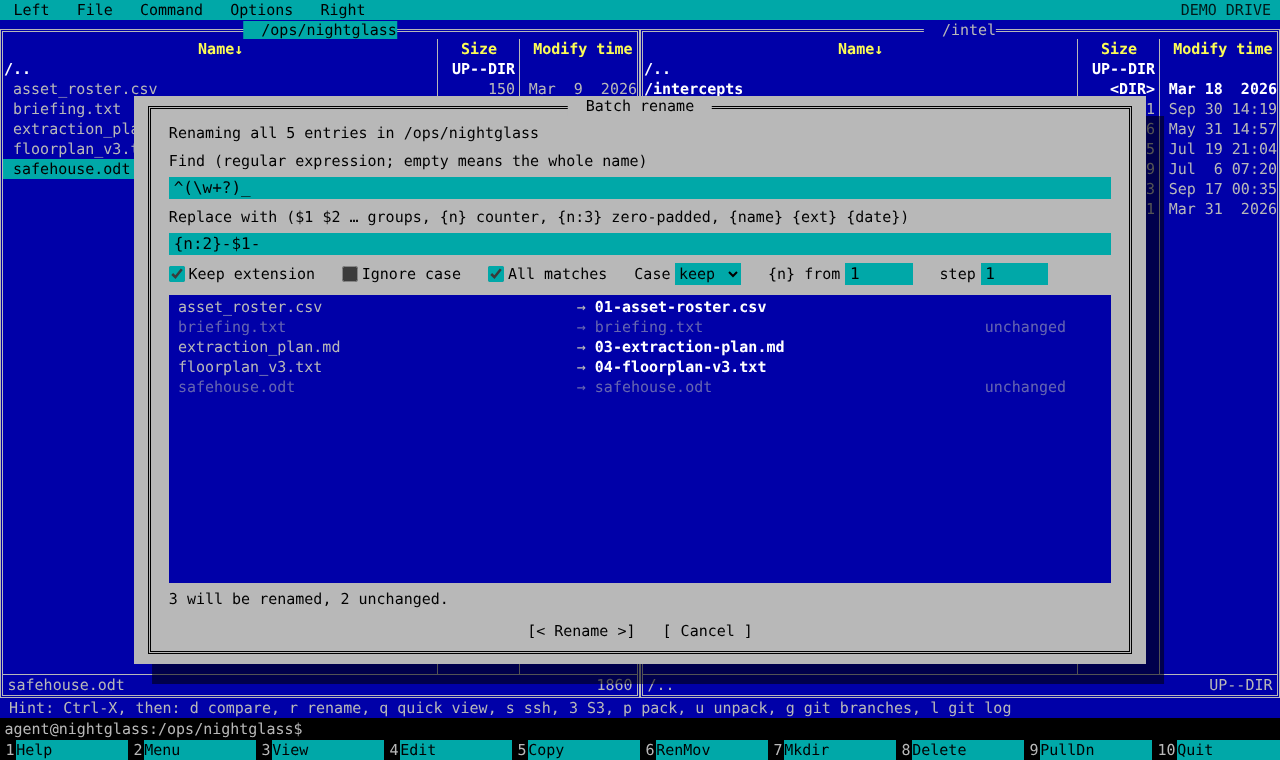 Left File Command Options Right DEMO DRIVE
/ops/nightglass /intel
Name↓ Size Modify time Name↓ Size Modify time
/.. UP--DIR /.. UP--DIR
asset_roster.csv 150 Mar 9 2026 /intercepts <DIR> Mar 18 2026
briefing.txt 1 Sep 30 14:19
extraction_pla 6 May 31 14:57
floorplan_v3.t 5 Jul 19 21:04
safehouse.odt 9 Jul 6 07:20
3 Sep 17 00:35
1 Mar 31 2026
Batch rename
Renaming all 5 entries in /ops/nightglass
Find (regular expression; empty means the whole name)
^(\w+?)_
Replace with ($1 $2 … groups, {n} counter, {n:3} zero-padded, {name} {ext} {date})
{n:2}-$1-
Keep extension Ignore case All matches Case keep {n} from 1 step 1
asset_roster.csv → 01-asset-roster.csv
briefing.txt → briefing.txt unchanged
extraction_plan.md → 03-extraction-plan.md
floorplan_v3.txt → 04-floorplan-v3.txt
safehouse.odt → safehouse.odt unchanged
3 will be renamed, 2 unchanged.
[< Rename >] [ Cancel ]
safehouse.odt 1860 /.. UP--DIR
Hint: Ctrl-X, then: d compare, r rename, q quick view, s ssh, 3 S3, p pack, u unpack, g git branches, l git log
agent@nightglass:/ops/nightglass$
1Help 2Menu 3View 4Edit 5Copy 6RenMov 7Mkdir 8Delete 9PullDn 10Quit